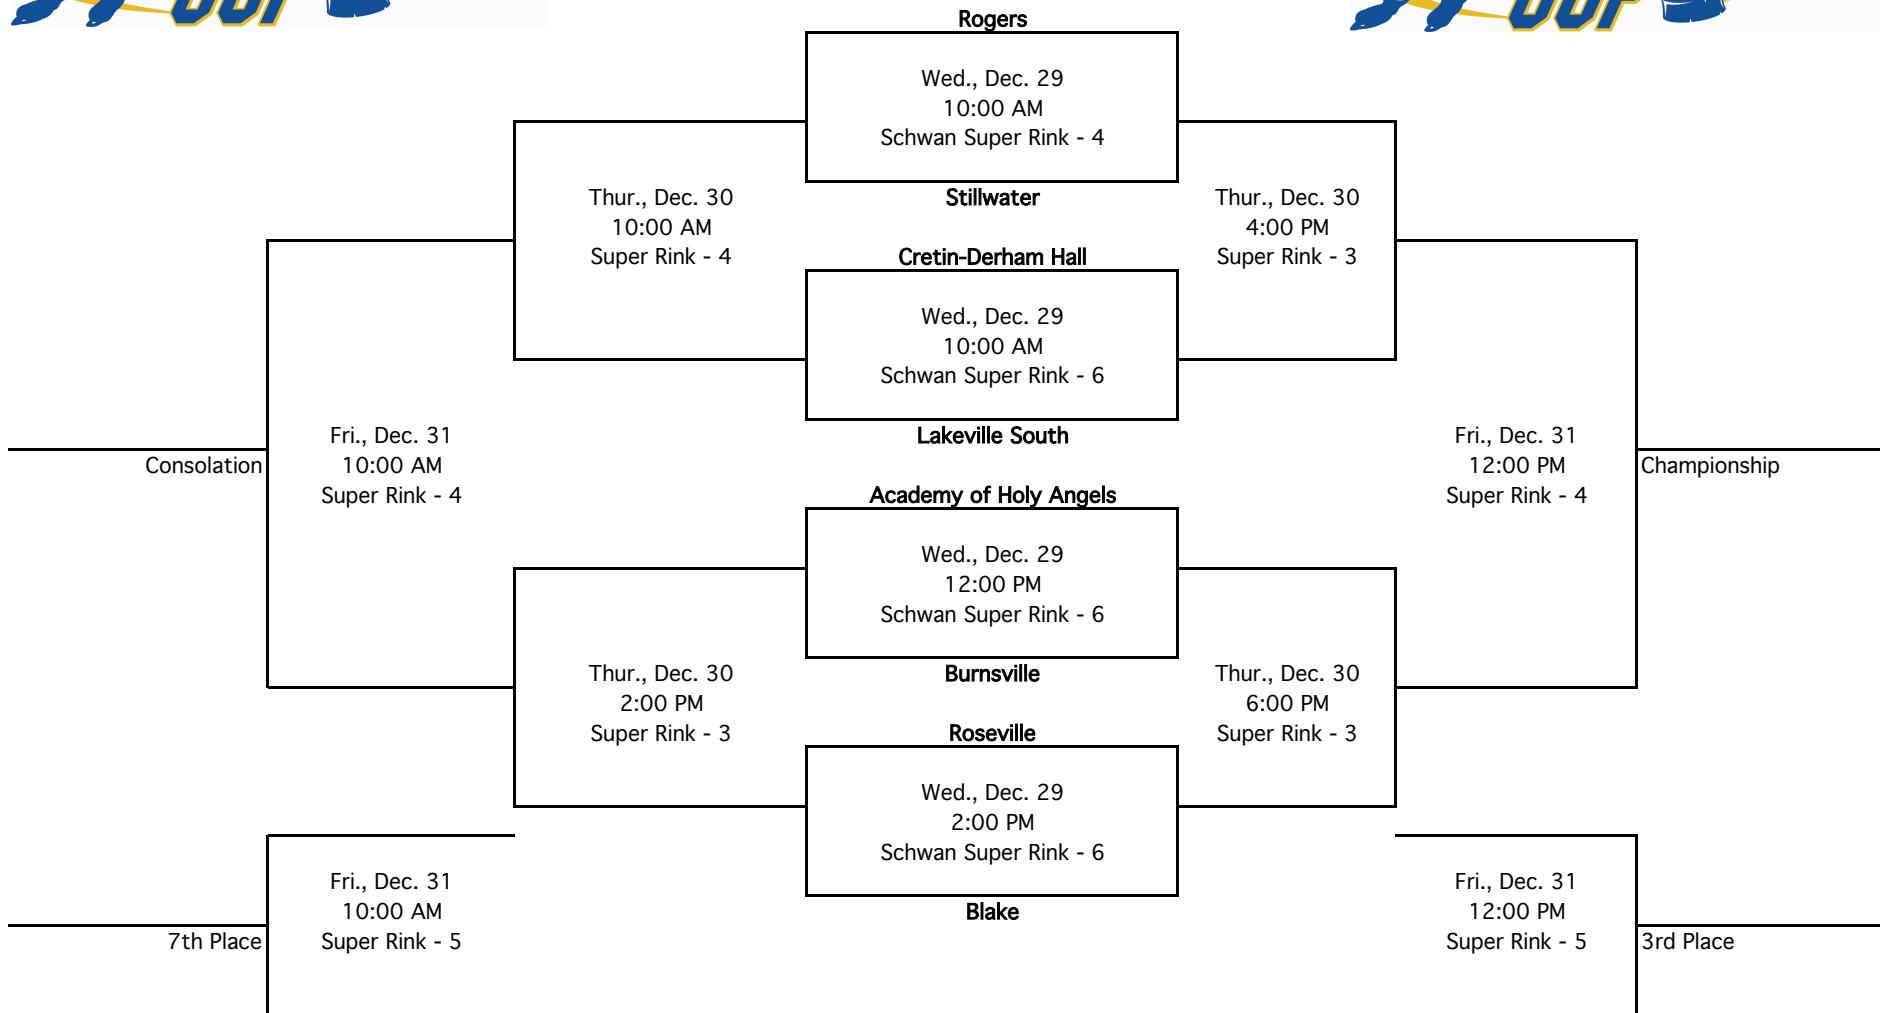 CUP
CUP
Rogers
Wed., Dec. 29
10:00 AM
Schwan Super Rink - 4
Stillwater
Thur., Dec. 30
10:00 AM
Super Rink - 4
Thur., Dec. 30
4:00 PM
Super Rink - 3
Cretin-Derham Hall
Wed., Dec. 29
10:00 AM
Schwan Super Rink - 6
Lakeville South
Fri., Dec. 31
10:00 AM
Super Rink - 4
Consolation
Fri., Dec. 31
12:00 PM
Super Rink - 4
Championship
Academy of Holy Angels
Wed., Dec. 29
12:00 PM
Schwan Super Rink - 6
Burnsville
Thur., Dec. 30
2:00 PM
Super Rink - 3
Thur., Dec. 30
6:00 PM
Super Rink - 3
Roseville
Wed., Dec. 29
2:00 PM
Schwan Super Rink - 6
Blake
Fri., Dec. 31
10:00 AM
Super Rink - 5
7th Place
Fri., Dec. 31
12:00 PM
Super Rink - 5
3rd Place